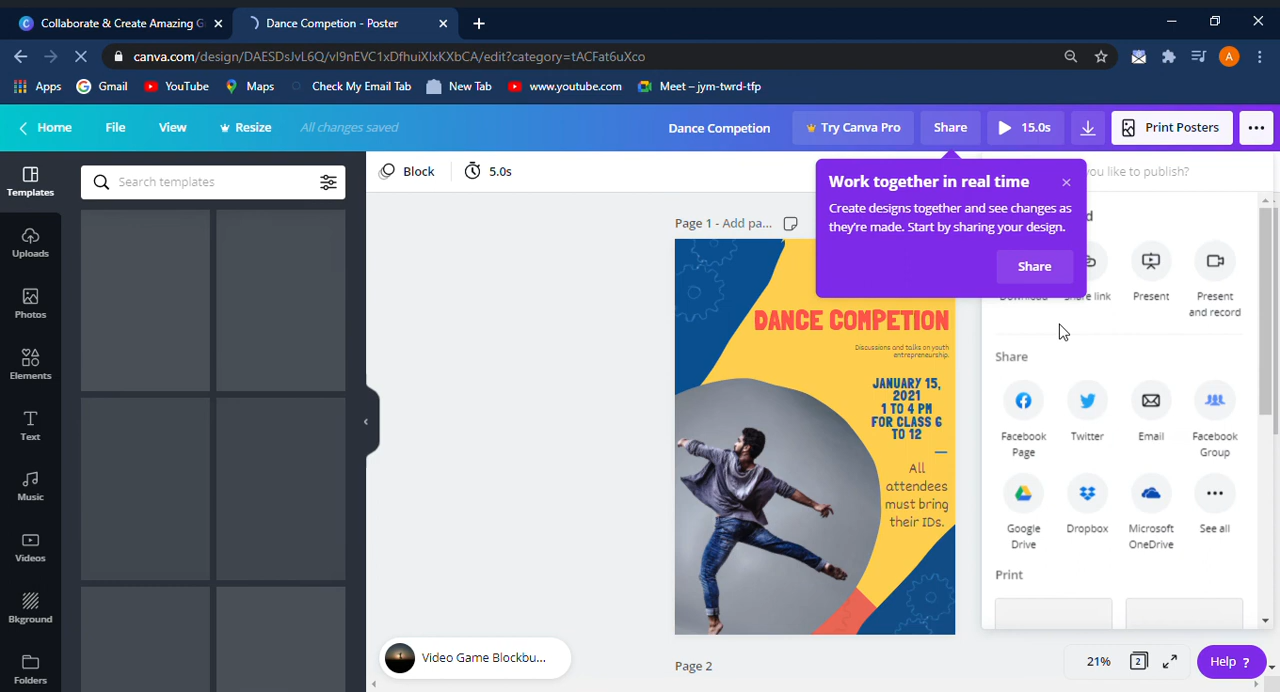 Collaborate & Create Amazing G
Dance Competion - Poster
canva.com/design/DAESDsJvL6Q/vI9nEVC1xDfhuiXIxKXbCA/edit?category=tACFat6uXco
A
Apps
Gmail
YouTube
Maps
Check My Email Tab
New Tab
www.youtube.com
Meet – jym-twrd-tfp
Home
File
View
Resize
All changes saved
Dance Competion
Try Canva Pro
Share
15.0s
Print Posters
Templates
Uploads
Photos
Elements
Text
Music
Videos
Bkground
Folders
Search templates
Block
5.0s
Page 1 - Add pa...
DANCE COMPETION
Discussions and talks on youth
entrepreneurship.
JANUARY 15,
2021
1 TO 4 PM
FOR CLASS 6
TO 12
All
attendees
must bring
their IDs.
Video Game Blockbu...
Page 2
Work together in real time
Create designs together and see changes as
they're made. Start by sharing your design.
Share
you like to publish?
Present
Present
and record
Share
Facebook
Page
Twitter
Email
Facebook
Group
Google
Drive
Dropbox
Microsoft
OneDrive
See all
Print
21%
2
Help ?